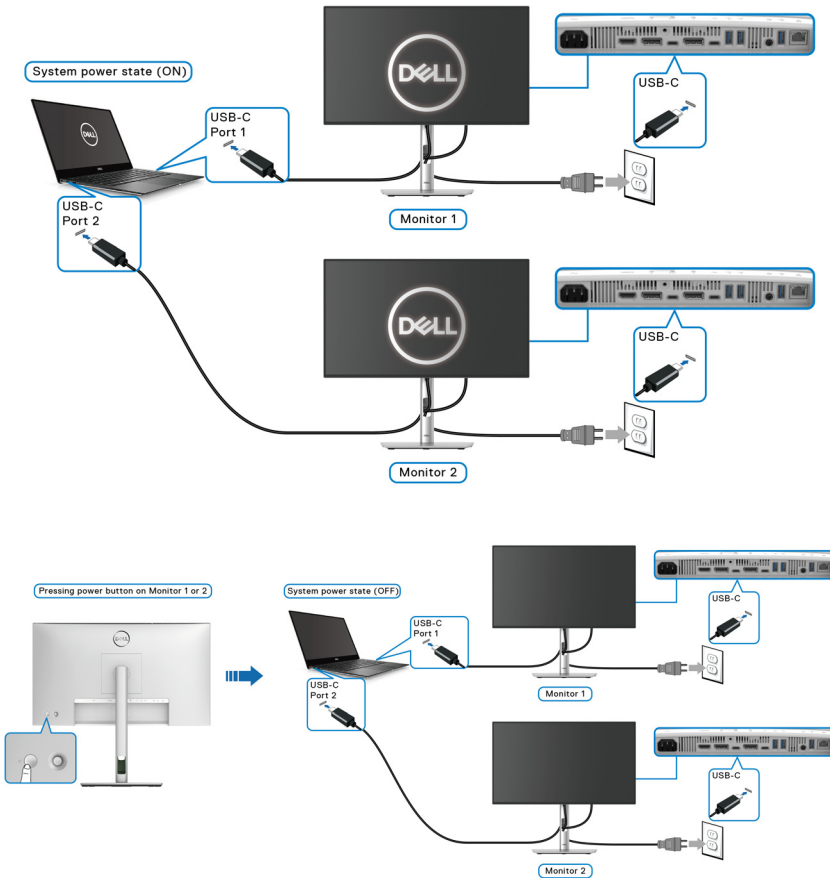 System power state (ON)
DELL
USB-C
Port 1
DELL
USB-C
Monitor 1
USB-C
Port 2
DELL
USB-C
Monitor 2
Pressing power button on Monitor 1 or 2
DELL
System power state (OFF)
USB-C
Port 1
USB-C
Monitor 1
USB-C
Port 2
USB-C
Monitor 2